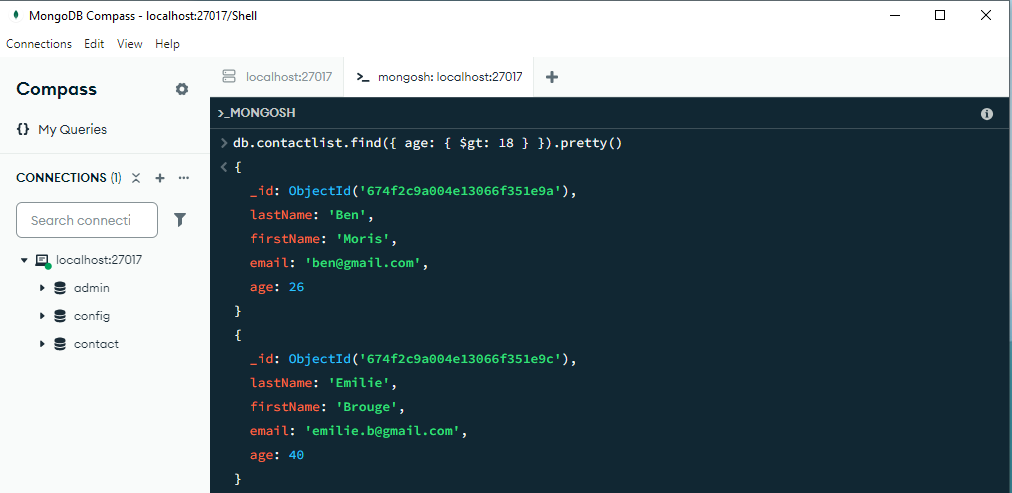 MongoDB Compass - localhost:27017/Shell
Connections Edit View Help
Compass
{} My Queries
CONNECTIONS (1)
Search connecti
localhost:27017
admin
config
contact
localhost:27017
>_ mongosh: localhost:27017
>_MONGOSH
> db.contactlist.find({ age: { $gt: 18 } }).pretty()
< {
_id: ObjectId('674f2c9a004e13066f351e9a'),
lastName: 'Ben',
firstName: 'Moris',
email: 'ben@gmail.com',
age: 26
}
{
_id: ObjectId('674f2c9a004e13066f351e9c'),
lastName: 'Emilie',
firstName: 'Brouge',
email: 'emilie.b@gmail.com',
age: 40
}